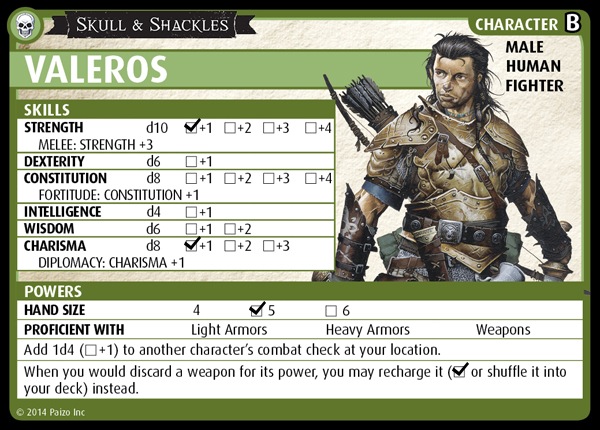 SKULL & SHACKLES
CHARACTER B
VALEROS
MALE
HUMAN
FIGHTER
SKILLS
STRENGTH d10 ☑+1 ☐+2 ☐+3 ☐+4
MELEE: STRENGTH +3
DEXTERITY d6 ☐+1
CONSTITUTION d8 ☐+1 ☐+2 ☐+3 ☐+4
FORTITUDE: CONSTITUTION +1
INTELLIGENCE d4 ☐+1
WISDOM d6 ☐+1 ☐+2
CHARISMA d8 ☑+1 ☐+2 ☐+3
DIPLOMACY: CHARISMA +1
POWERS
HAND SIZE 4 ☑ 5 ☐ 6
PROFICIENT WITH Light Armors Heavy Armors Weapons
Add 1d4 (☐+1) to another character's combat check at your location.
When you would discard a weapon for its power, you may recharge it (☑ or shuffle it into
your deck) instead.
© 2014 Paizo Inc